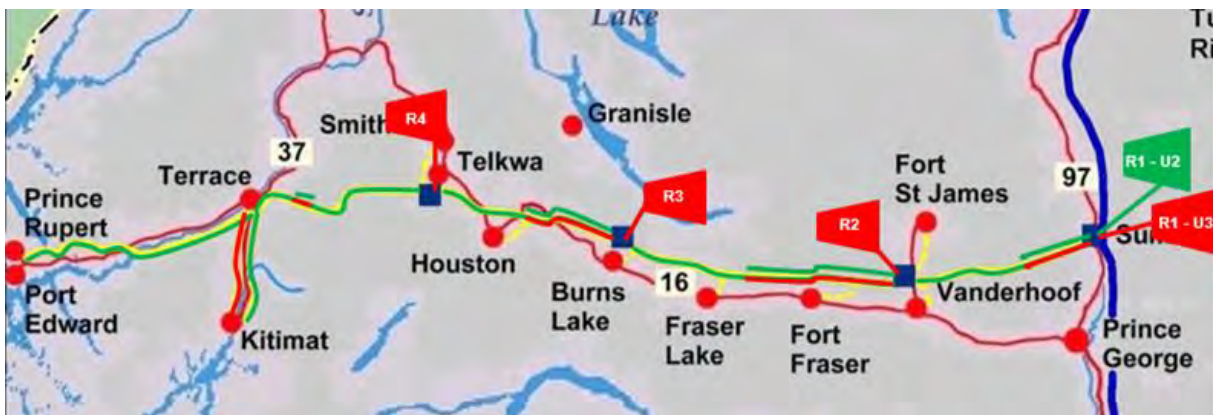 Lake
Tu
Ri
Granisle
Smith
R4
37
Telkwa
Fort
St James
97
R1 - U2
Terrace
Prince
Rupert
R3
R2
R1 - U3
Sum
Houston
16
Vanderhoof
Port
Edward
Burns
Lake
Kitimat
Fraser
Lake
Fort
Fraser
Prince
George